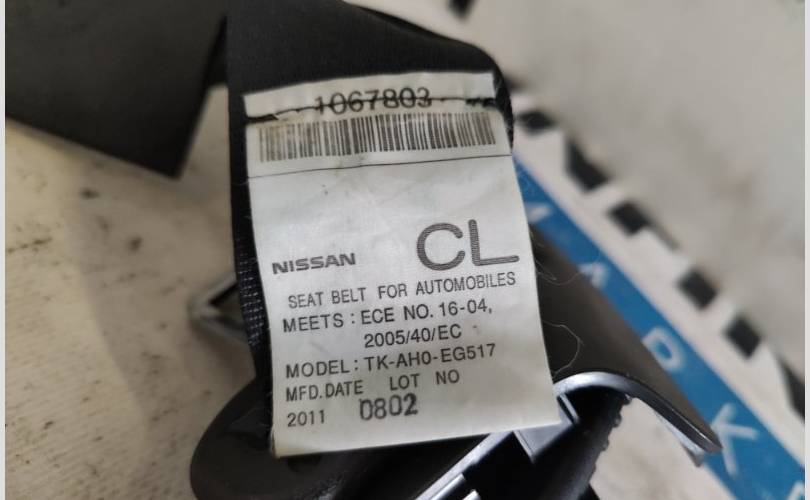 1067803
NISSAN CL
SEAT BELT FOR AUTOMOBILES
MEETS : ECE NO. 16-04,
2005/40/EC
MODEL: TK-AH0-EG517
MFD.DATE LOT NO
2011 0802